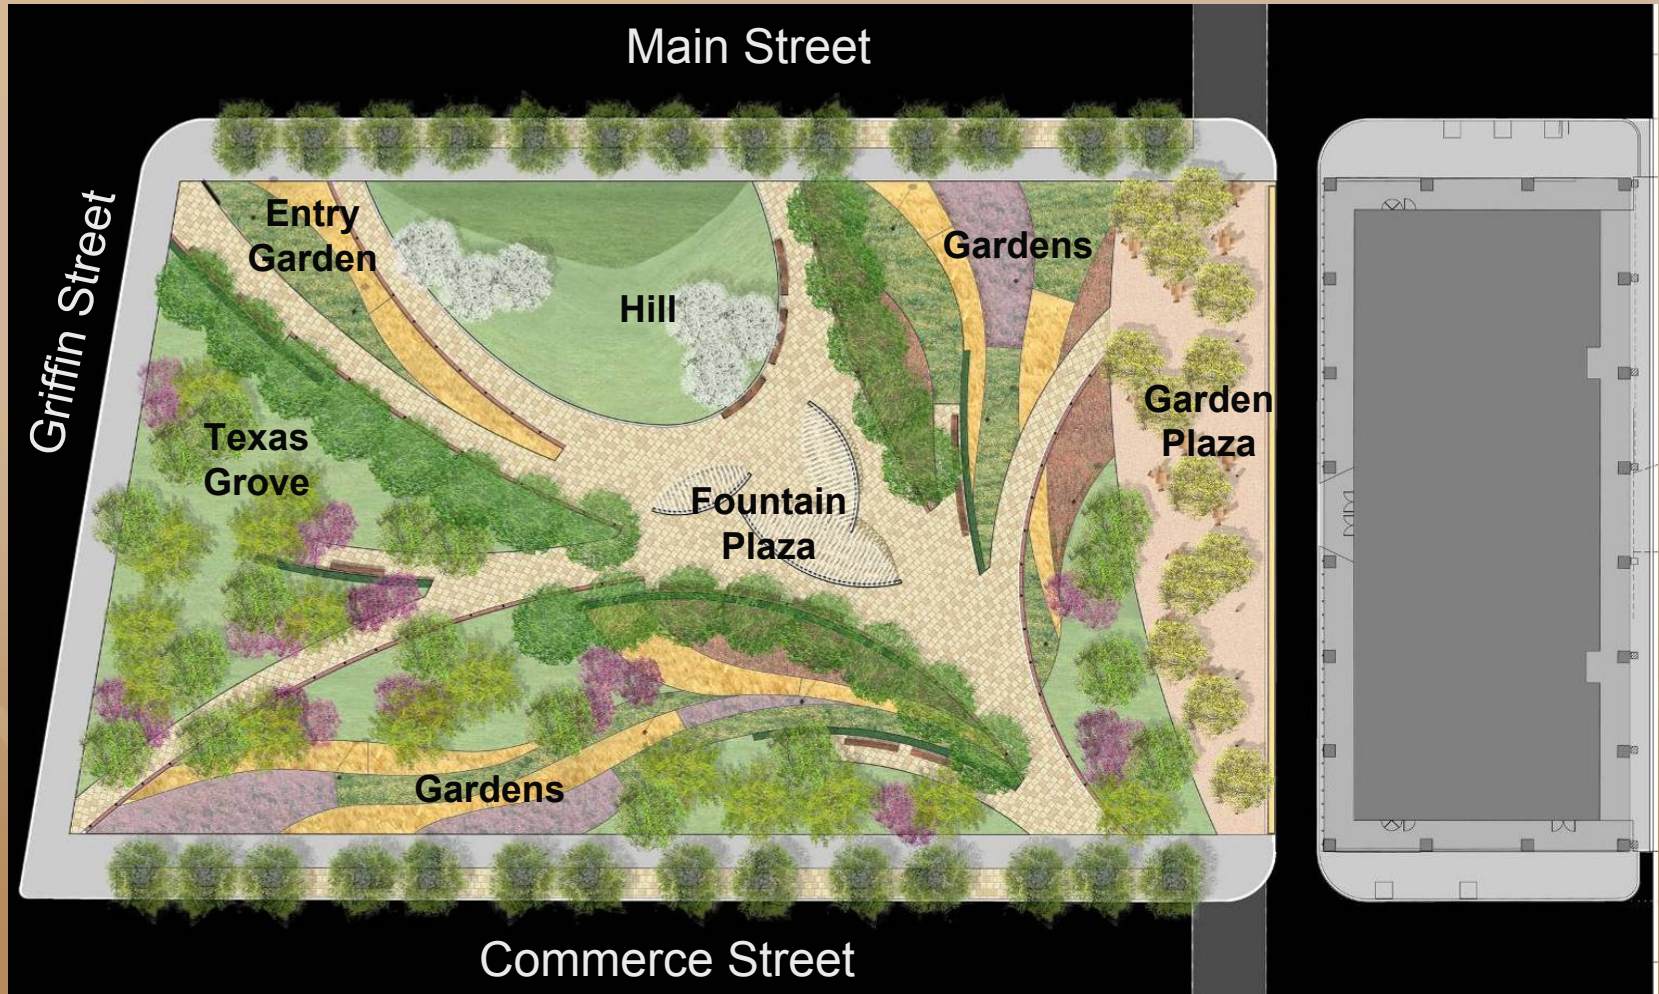 Main Street
Griffin Street
Entry
Garden
Gardens
Hill
Garden
Plaza
Texas
Grove
Fountain
Plaza
Gardens
Commerce Street